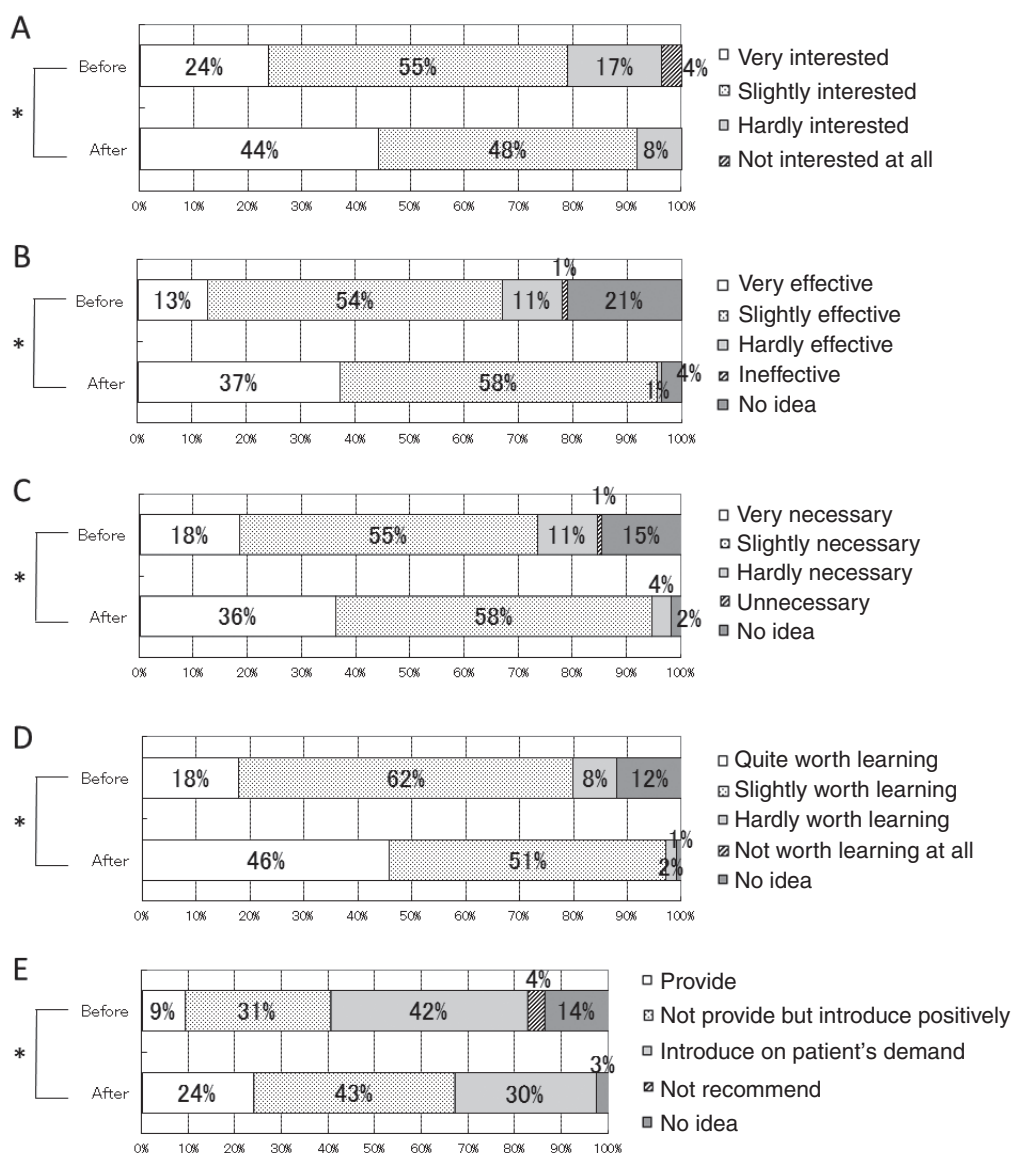 A
Before
24%
55%
17%
4%
*
After
44%
48%
8%
0% 10% 20% 30% 40% 50% 60% 70% 80% 90% 100%
Very interested
Slightly interested
Hardly interested
Not interested at all
B
1%
Before
13%
54%
11%
21%
*
After
37%
58%
1%
4%
0% 10% 20% 30% 40% 50% 60% 70% 80% 90% 100%
Very effective
Slightly effective
Hardly effective
Ineffective
No idea
C
1%
Before
18%
55%
11%
15%
*
4%
After
36%
58%
2%
0% 10% 20% 30% 40% 50% 60% 70% 80% 90% 100%
Very necessary
Slightly necessary
Hardly necessary
Unnecessary
No idea
D
Before
18%
62%
8%
12%
*
1%
After
46%
51%
2%
0% 10% 20% 30% 40% 50% 60% 70% 80% 90% 100%
Quite worth learning
Slightly worth learning
Hardly worth learning
Not worth learning at all
No idea
E
4%
Before
9%
31%
42%
14%
*
3%
After
24%
43%
30%
0% 10% 20% 30% 40% 50% 60% 70% 80% 90% 100%
Provide
Not provide but introduce positively
Introduce on patient's demand
Not recommend
No idea